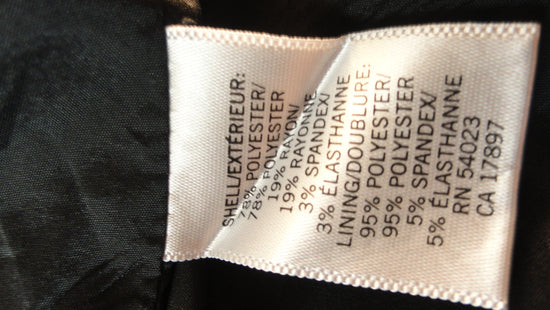 SHELL/EXTÉRIEUR:
78% POLYESTER/
78% POLYESTER
19% RAYON/
19% RAYONNE
3% SPANDEX/
3% ÉLASTHANNE
LINING/DOUBLURE:
95% POLYESTER/
95% POLYESTER
5% SPANDEX/
5% ÉLASTHANNE
RN 54023
CA 17897